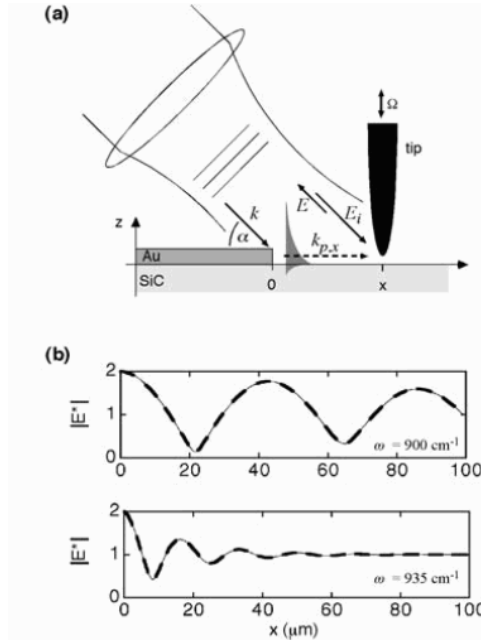 (a)
Ω
tip
z
k
E
E_i
α
k_{p,x}
Au
SiC
0
x
(b)
2
|E*|
1
0
ω = 900 cm⁻¹
0 20 40 60 80 100
2
|E*|
1
0
ω = 935 cm⁻¹
0 20 40 60 80 100
x (μm)